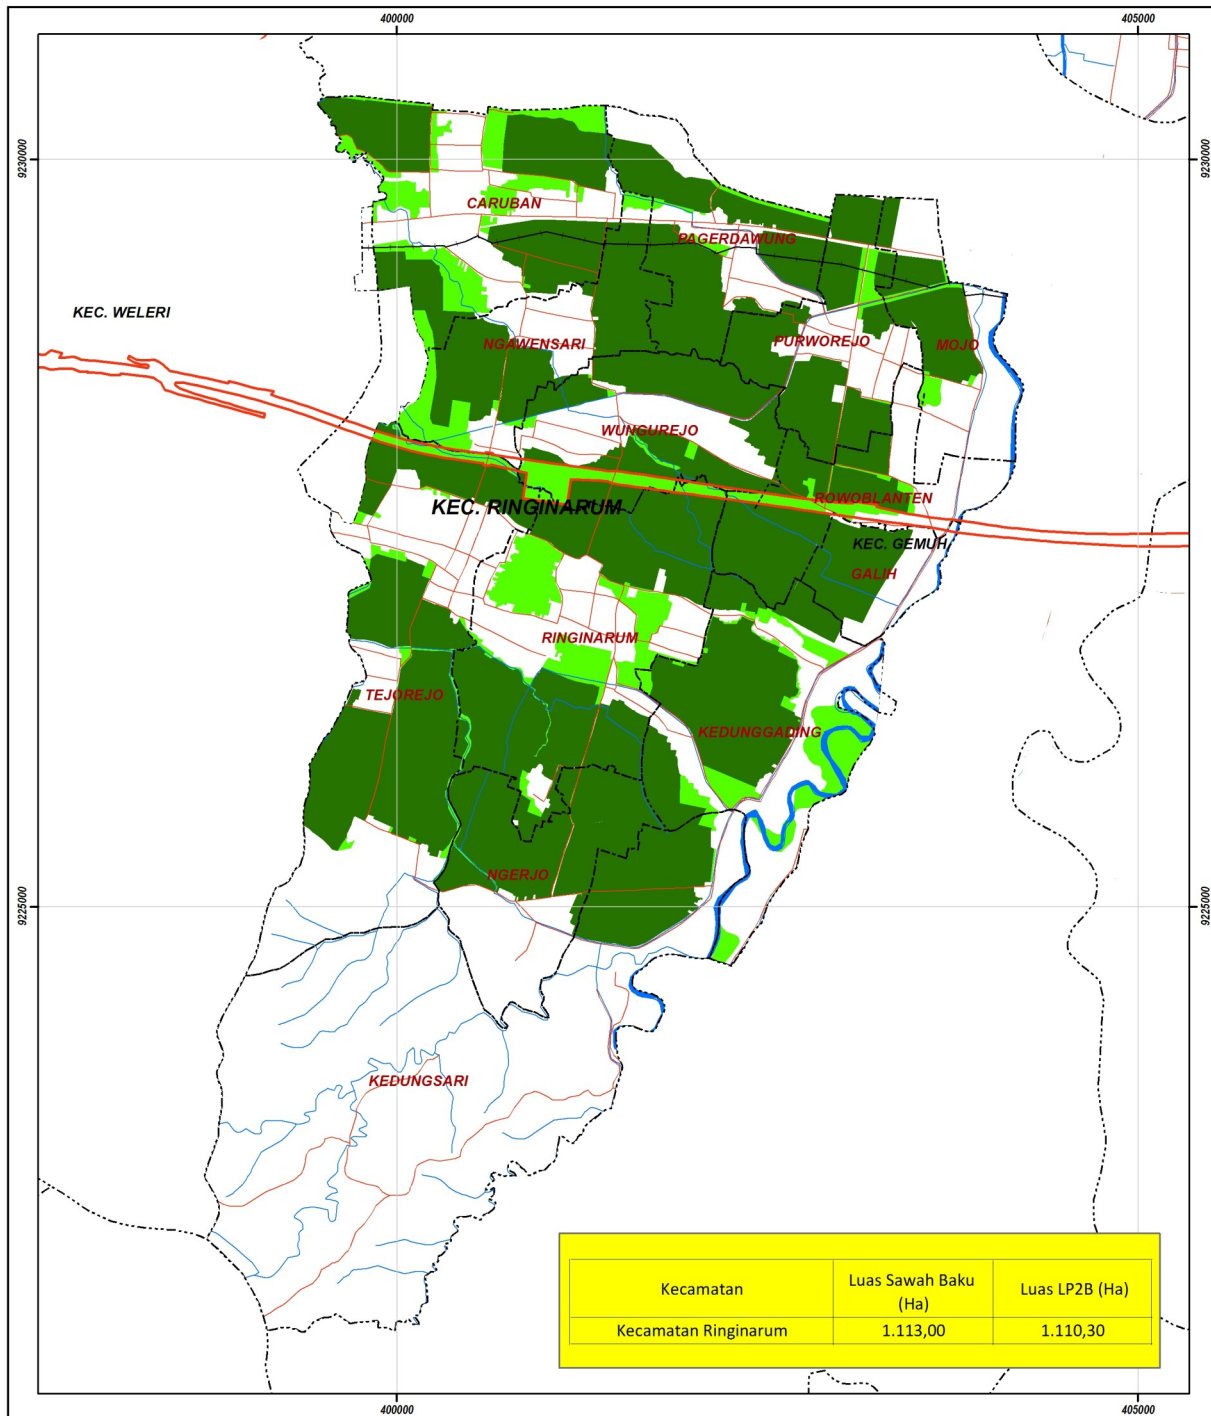 400000
405000
9230000
9230000
CARUBAN
PAGERDAWUNG
KEC. WELERI
NGAWENSARI
PURWOREJO
MOJO
WUNGUREJO
ROWOBLANTEN
KEC. RINGINARUM
KEC. GEMUH
GALIH
RINGINARUM
TEJOREJO
KEDUNGGADING
NGERJO
9225000
9225000
KEDUNGSARI
Kecamatan
Luas Sawah Baku
(Ha)
Luas LP2B (Ha)
Kecamatan Ringinarum
1.113,00
1.110,30
400000
405000